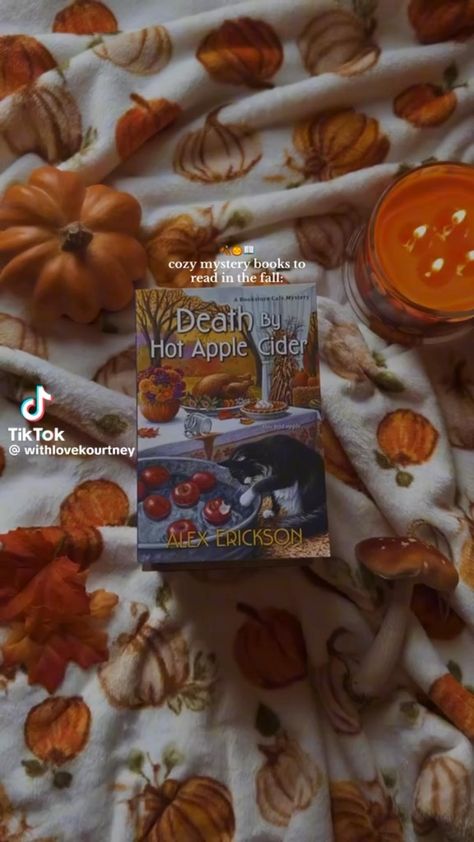 🍂😉📖
cozy mystery books to
read in the fall:
A Bookstore Café Mystery
Death By
Hot Apple Cider
ALEX ERICKSON
TikTok
@ withlovekourtney